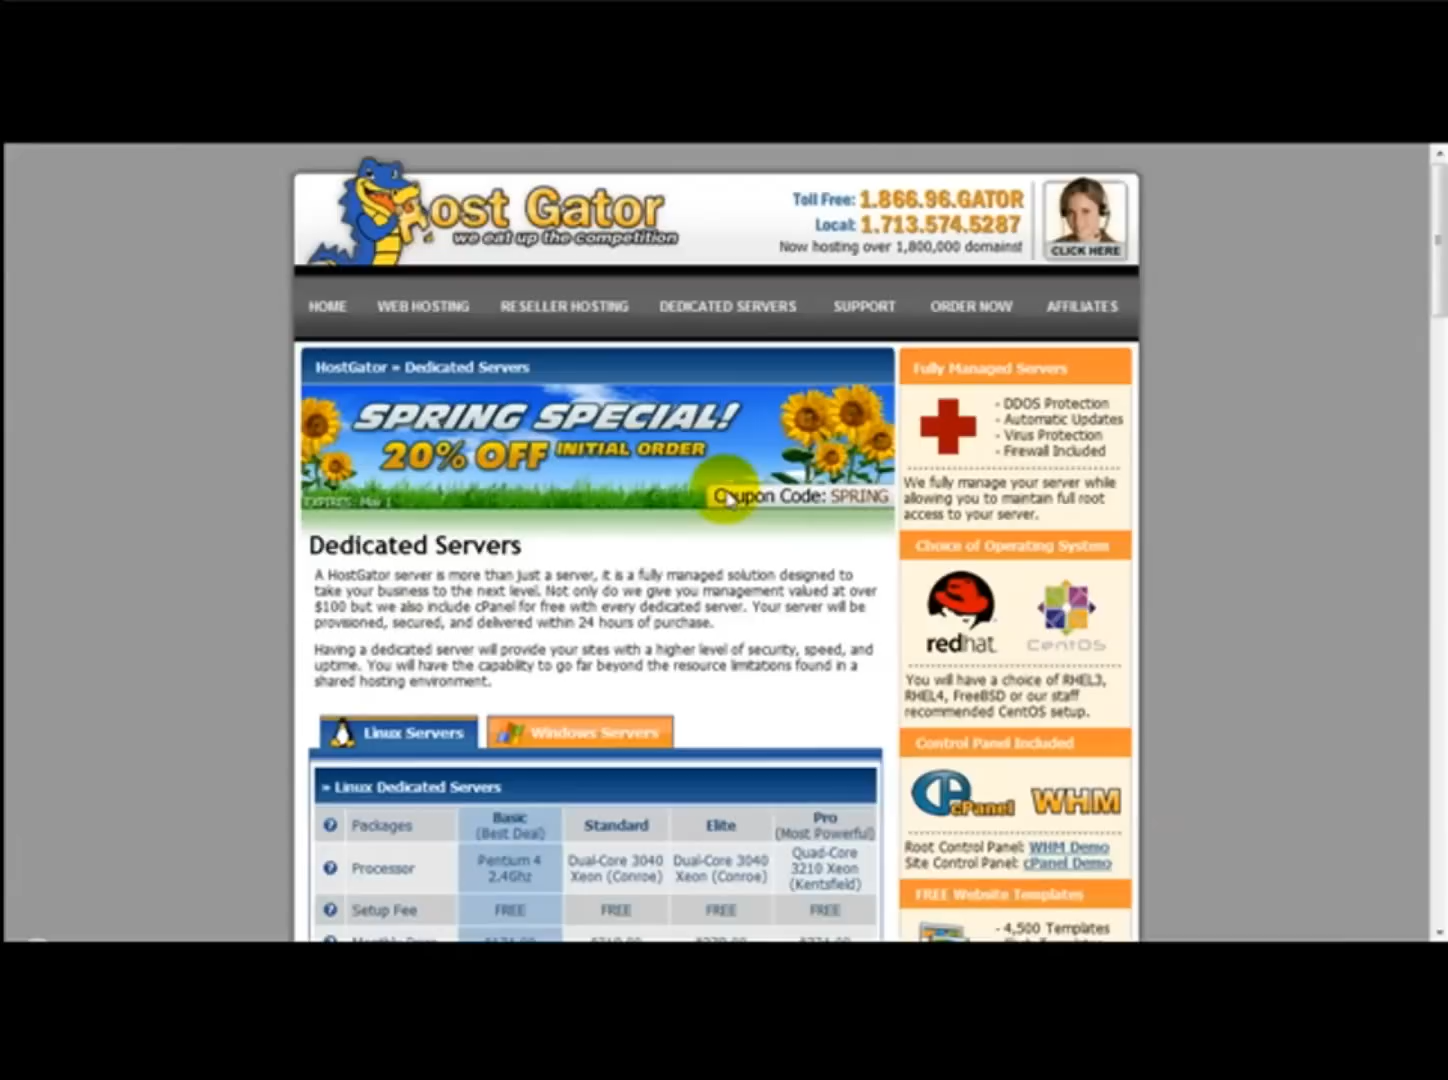 Host Gator
we eat up the competition
Toll Free: 1.866.96.GATOR
Local: 1.713.574.5287
Now hosting over 1,800,000 domains!
CLICK HERE
HOME WEB HOSTING RESELLER HOSTING DEDICATED SERVERS SUPPORT ORDER NOW AFFILIATES
HostGator » Dedicated Servers
SPRING SPECIAL!
20% OFF INITIAL ORDER
EXPIRES: May 1
Coupon Code: SPRING
Dedicated Servers
A HostGator server is more than just a server, it is a fully managed solution designed to
take your business to the next level. Not only do we give you management valued at over
$100 but we also include cPanel for free with every dedicated server. Your server will be
provisioned, secured, and delivered within 24 hours of purchase.
Having a dedicated server will provide your sites with a higher level of security, speed, and
uptime. You will have the capability to go far beyond the resource limitations found in a
shared hosting environment.
Linux Servers Windows Servers
» Linux Dedicated Servers
Packages Basic (Best Deal) Standard Elite Pro (Most Powerful)
Processor Pentium 4 2.4Ghz Dual-Core 3040 Xeon (Conroe) Dual-Core 3040 Xeon (Conroe) Quad-Core 3210 Xeon (Kentsfield)
Setup Fee FREE FREE FREE FREE
Fully Managed Servers
- DDOS Protection
- Automatic Updates
- Virus Protection
- Firewall Included
We fully manage your server while
allowing you to maintain full root
access to your server.
Choice of Operating System
redhat. CentOS
You will have a choice of RHEL3,
RHEL4, FreeBSD or our staff
recommended CentOS setup.
Control Panel Included
cPanel WHM
Root Control Panel: WHM Demo
Site Control Panel: cPanel Demo
FREE Website Templates
- 4,500 Templates